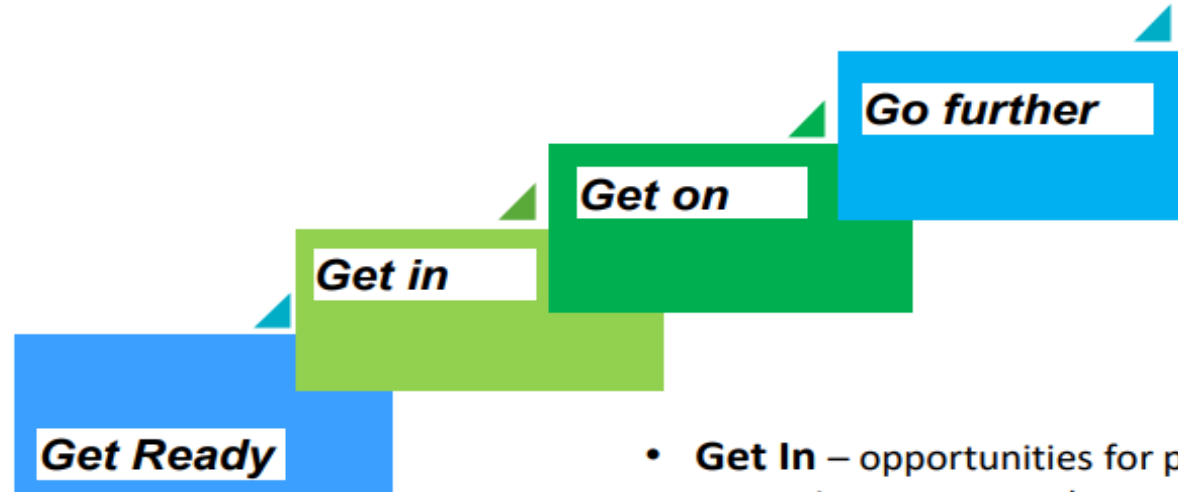 Go further
Get on
Get in
Get Ready
• Get In – opportunities for